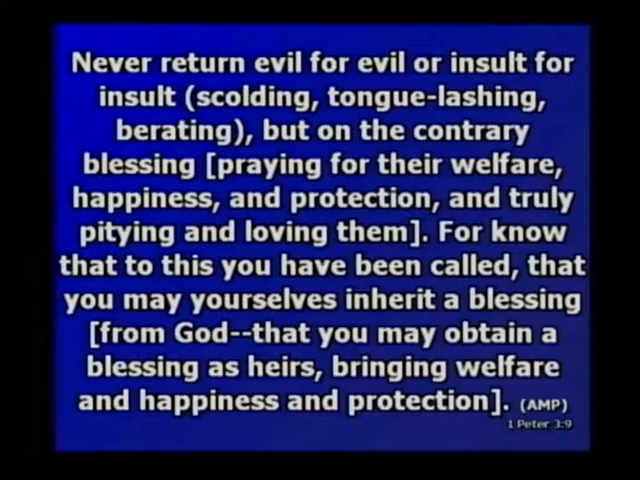 Never return evil for evil or insult for
insult (scolding, tongue-lashing,
berating), but on the contrary
blessing [praying for their welfare,
happiness, and protection, and truly
pitying and loving them]. For know
that to this you have been called, that
you may yourselves inherit a blessing
[from God--that you may obtain a
blessing as heirs, bringing welfare
and happiness and protection]. (AMP)
1 Peter 3:9